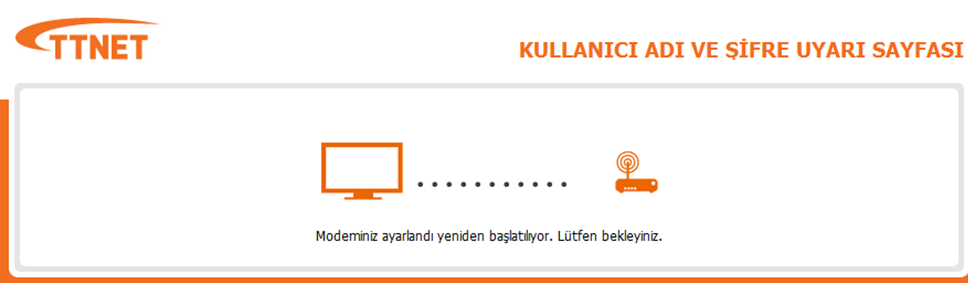 TTNET
KULLANICI ADI VE ŞİFRE UYARI SAYFASI
Modeminiz ayarlandı yeniden başlatılıyor. Lütfen bekleyiniz.